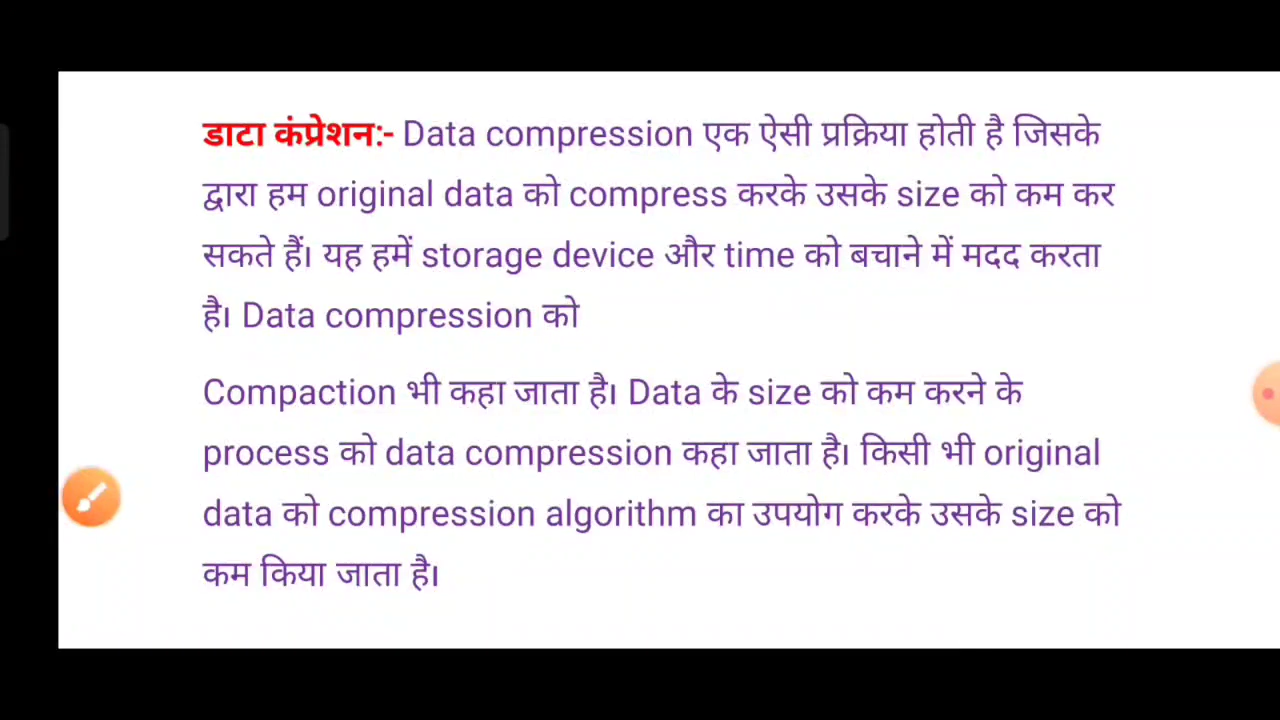 डाटा कंप्रेशन:- Data compression एक ऐसी प्रक्रिया होती है जिसके
द्वारा हम original data को compress करके उसके size को कम कर
सकते हैं। यह हमें storage device और time को बचाने में मदद करता
है। Data compression को
Compaction भी कहा जाता है। Data के size को कम करने के
process को data compression कहा जाता है। किसी भी original
data को compression algorithm का उपयोग करके उसके size को
कम किया जाता है।